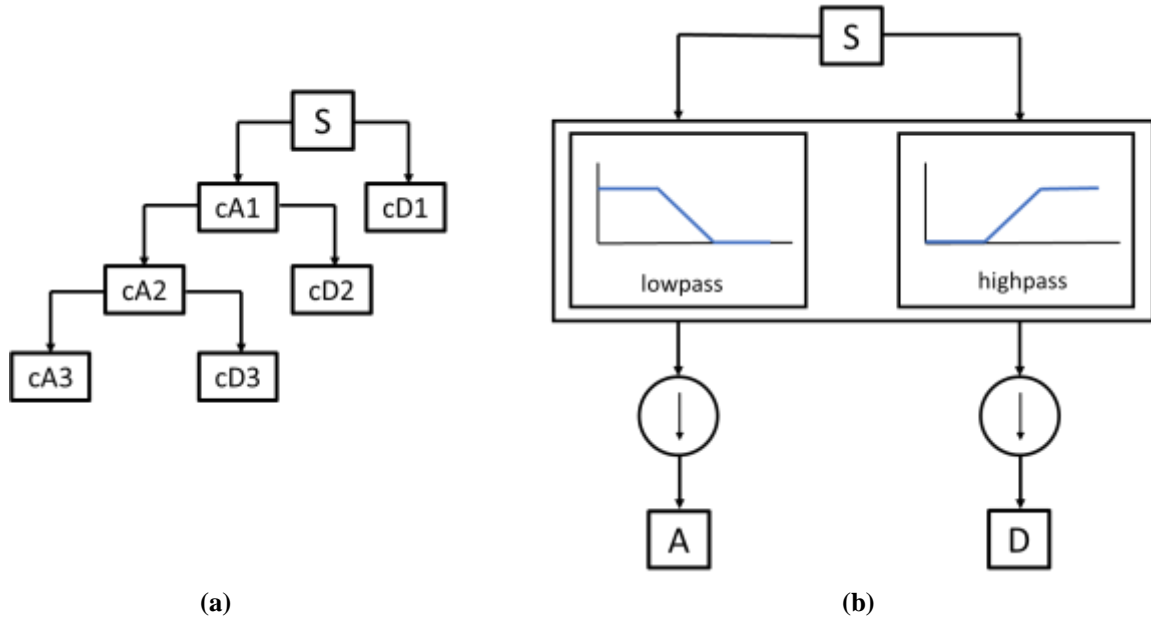 S
cA1
cD1
cA2
cD2
cA3
cD3
(a)
S
lowpass
highpass
A
D
(b)